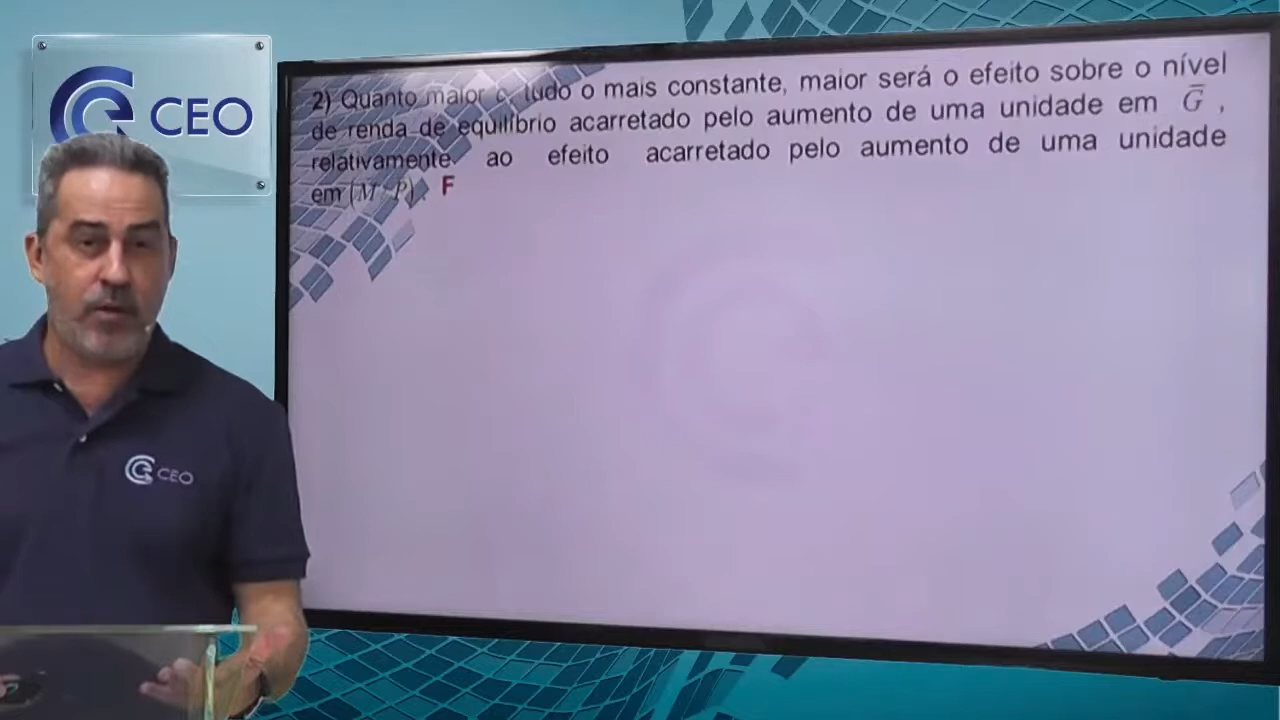 CEO
2) Quanto maior c, tudo o mais constante, maior será o efeito sobre o nível
de renda de equilíbrio acarretado pelo aumento de uma unidade em G̅ ,
relativamente ao efeito acarretado pelo aumento de uma unidade
em (M P). F
CEO